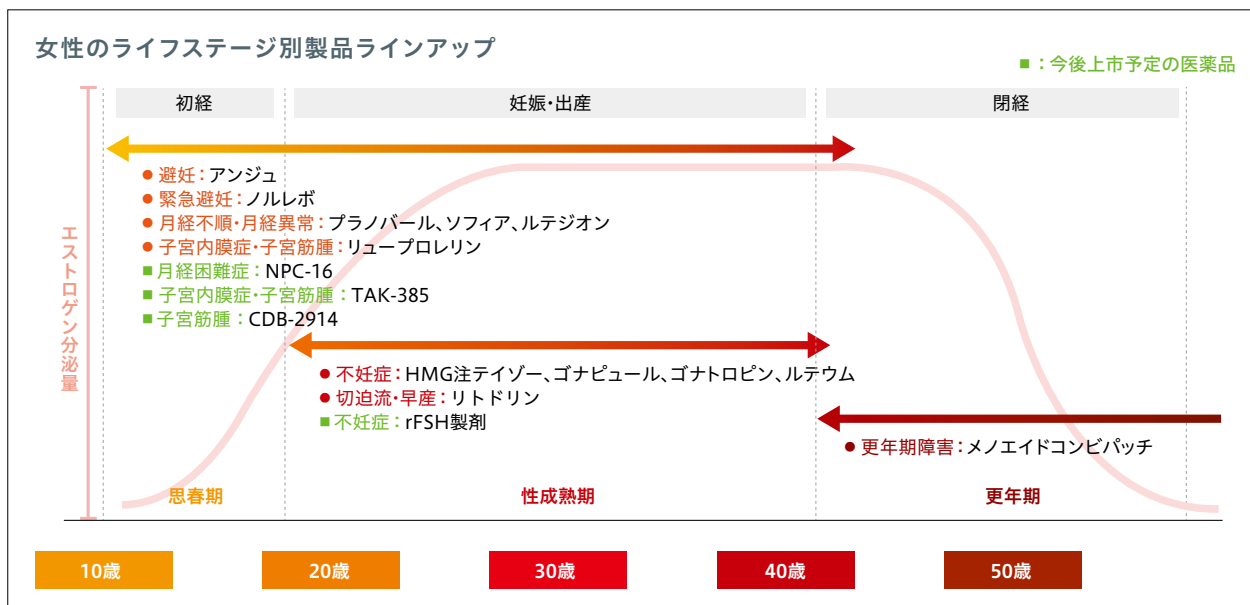 女性のライフステージ別製品ラインアップ
■：今後上市予定の医薬品
初経
妊娠・出産
閉経
エストロゲン分泌量
●避妊：アンジュ
●緊急避妊：ノルレボ
●月経不順・月経異常：プラノバール、ソフィア、ルテジオン
●子宮内膜症・子宮筋腫：リュープロレリン
■月経困難症：NPC-16
■子宮内膜症・子宮筋腫：TAK-385
■子宮筋腫：CDB-2914
●不妊症：HMG注テイゾー、ゴナピュール、ゴナトロピン、ルテウム
●切迫流・早産：リトドリン
■不妊症：rFSH製剤
●更年期障害：メノエイドコンビパッチ
思春期
性成熟期
更年期
10歳
20歳
30歳
40歳
50歳